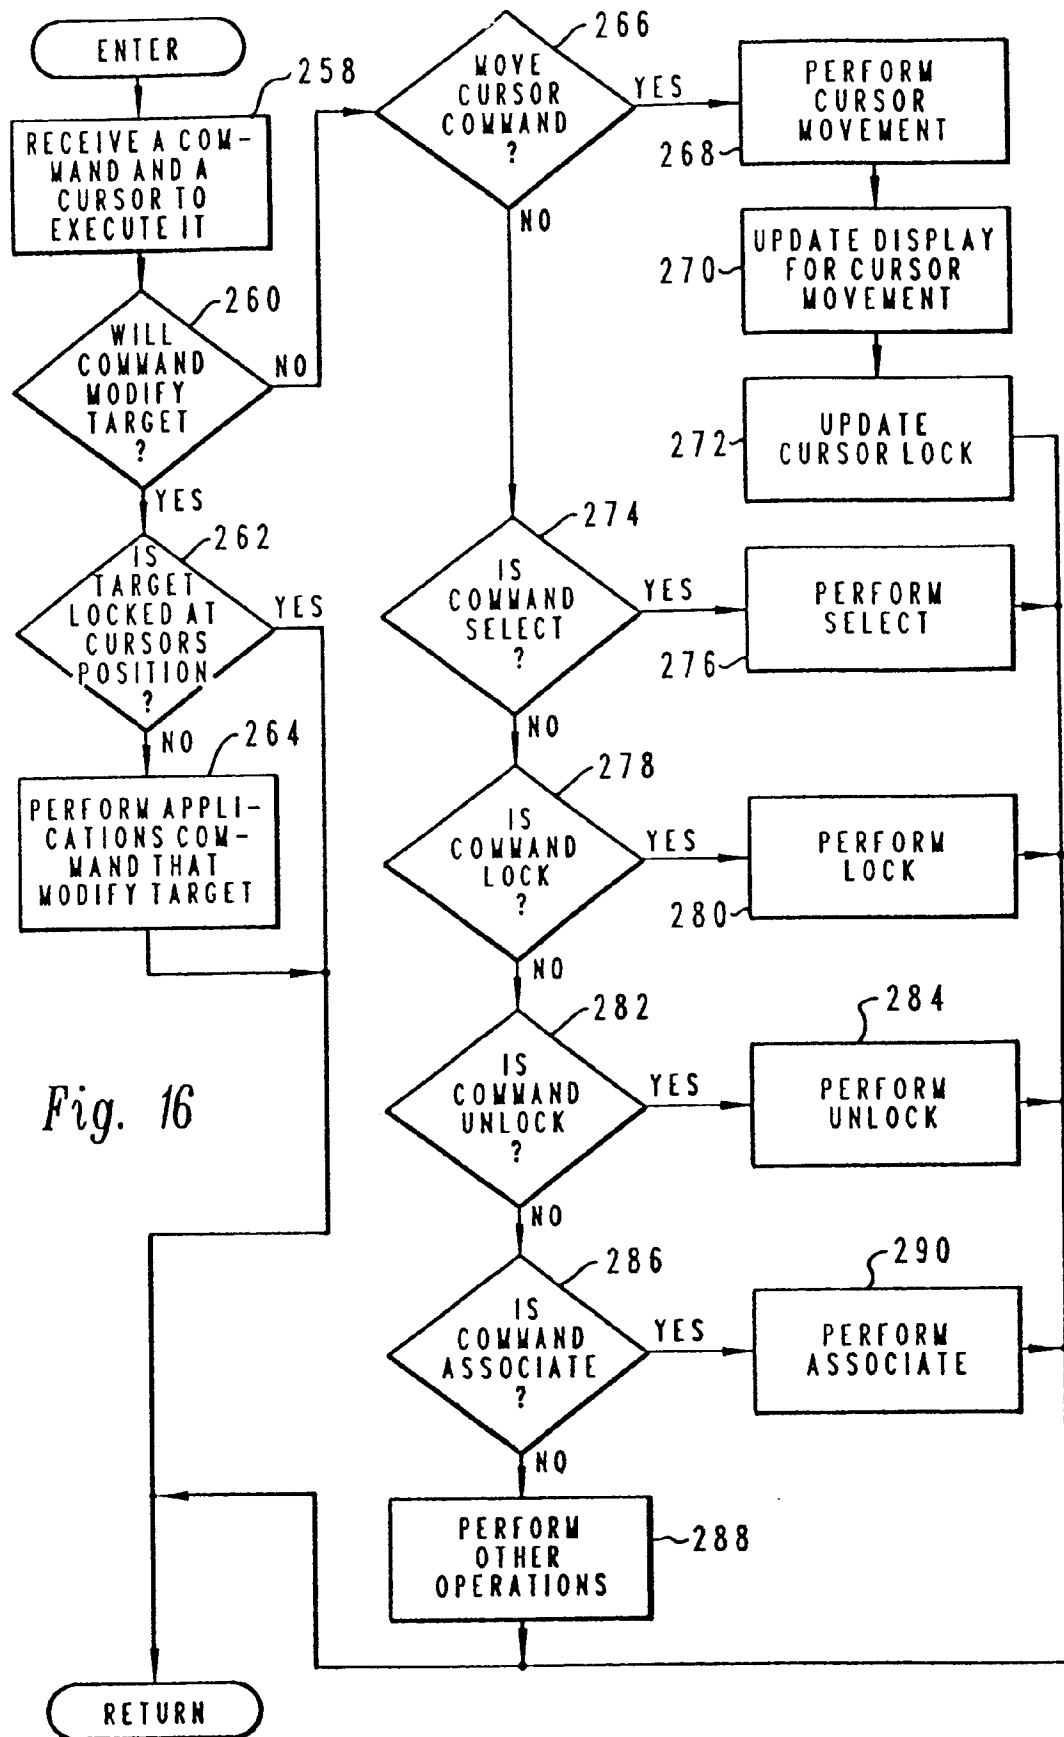 ENTER
258
RECEIVE A COM-
MAND AND A
CURSOR TO
EXECUTE IT
260
WILL
COMMAND
MODIFY
TARGET
?
NO
YES
262
IS
TARGET
LOCKED AT
CURSORS
POSITION
?
YES
NO
264
PERFORM APPLI-
CATIONS COM-
MAND THAT
MODIFY TARGET
Fig. 16
266
MOVE
CURSOR
COMMAND
?
YES
NO
PERFORM
CURSOR
MOVEMENT
268
UPDATE DISPLAY
FOR CURSOR
MOVEMENT
270
UPDATE
CURSOR LOCK
272
274
IS
COMMAND
SELECT
?
YES
NO
PERFORM
SELECT
276
278
IS
COMMAND
LOCK
?
YES
NO
PERFORM
LOCK
280
282
IS
COMMAND
UNLOCK
?
YES
NO
284
PERFORM
UNLOCK
286
IS
COMMAND
ASSOCIATE
?
YES
NO
290
PERFORM
ASSOCIATE
PERFORM
OTHER
OPERATIONS
288
RETURN